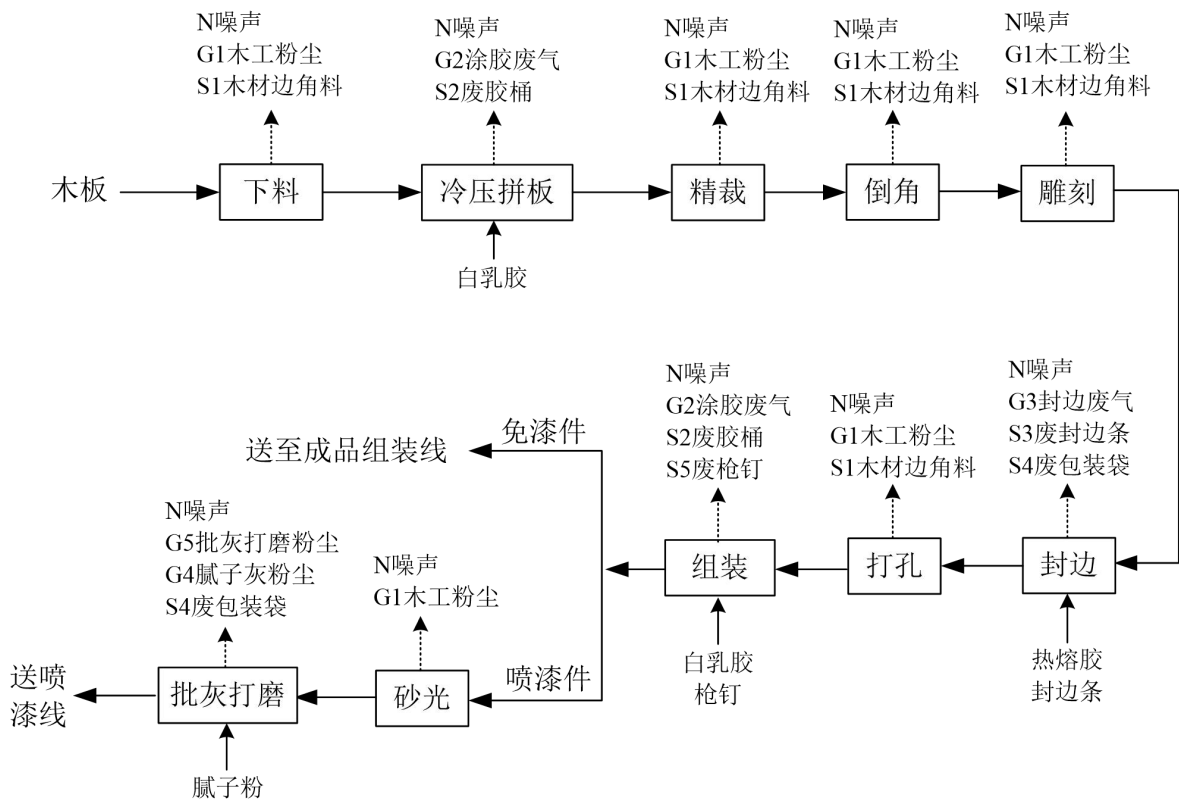 N噪声
G1木工粉尘
S1木材边角料
N噪声
G2涂胶废气
S2废胶桶
N噪声
G1木工粉尘
S1木材边角料
N噪声
G1木工粉尘
S1木材边角料
N噪声
G1木工粉尘
S1木材边角料
木板
下料
冷压拼板
精裁
倒角
雕刻
白乳胶
N噪声
G3封边废气
S3废封边条
S4废包装袋
N噪声
G1木工粉尘
S1木材边角料
N噪声
G2涂胶废气
S2废胶桶
S5废枪钉
封边
打孔
组装
热熔胶
封边条
白乳胶
枪钉
免漆件
送至成品组装线
喷漆件
N噪声
G1木工粉尘
砂光
N噪声
G5批灰打磨粉尘
G4腻子灰粉尘
S4废包装袋
批灰打磨
腻子粉
送喷
漆线